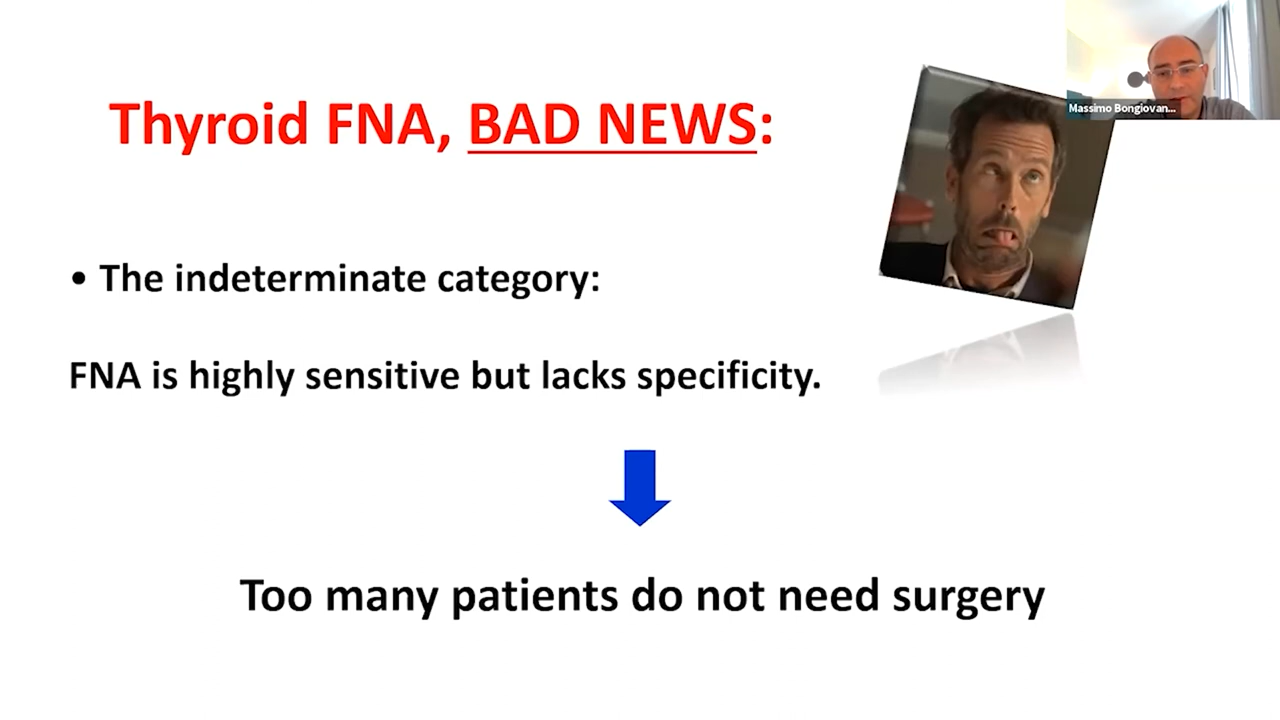 Massimo Bongiovan...
Thyroid FNA, BAD NEWS:
• The indeterminate category:
FNA is highly sensitive but lacks specificity.
Too many patients do not need surgery